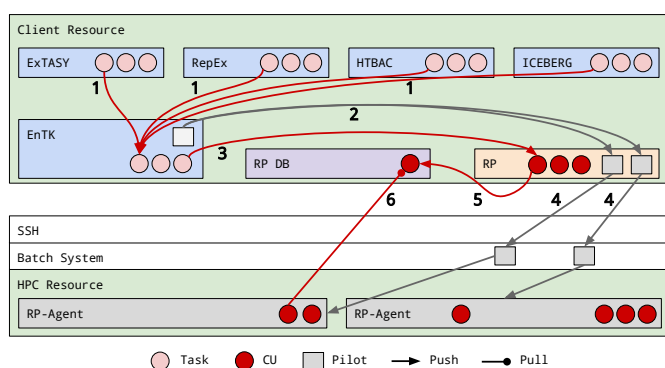 Client Resource
ExTASY
RepEx
HTBAC
ICEBERG
1
1
1
2
EnTK
3
RP DB
RP
6
5
4
4
SSH
Batch System
HPC Resource
RP-Agent
RP-Agent
Task
CU
Pilot
Push
Pull